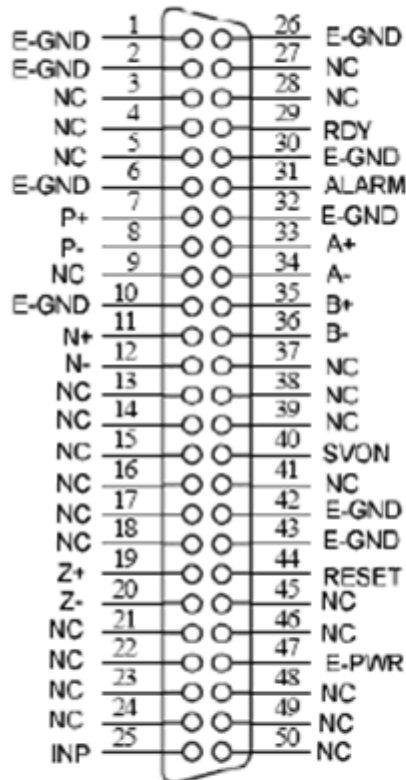 E-GND 1 26 E-GND
E-GND 2 27 NC
NC 3 28 NC
NC 4 29 RDY
NC 5 30 E-GND
E-GND 6 31 ALARM
P+ 7 32 E-GND
P- 8 33 A+
NC 9 34 A-
E-GND 10 35 B+
N+ 11 36 B-
N- 12 37 NC
NC 13 38 NC
NC 14 39 NC
NC 15 40 SVON
NC 16 41 NC
NC 17 42 E-GND
NC 18 43 E-GND
Z+ 19 44 RESET
Z- 20 45 NC
NC 21 46 NC
NC 22 47 E-PWR
NC 23 48 NC
NC 24 49 NC
INP 25 50 NC